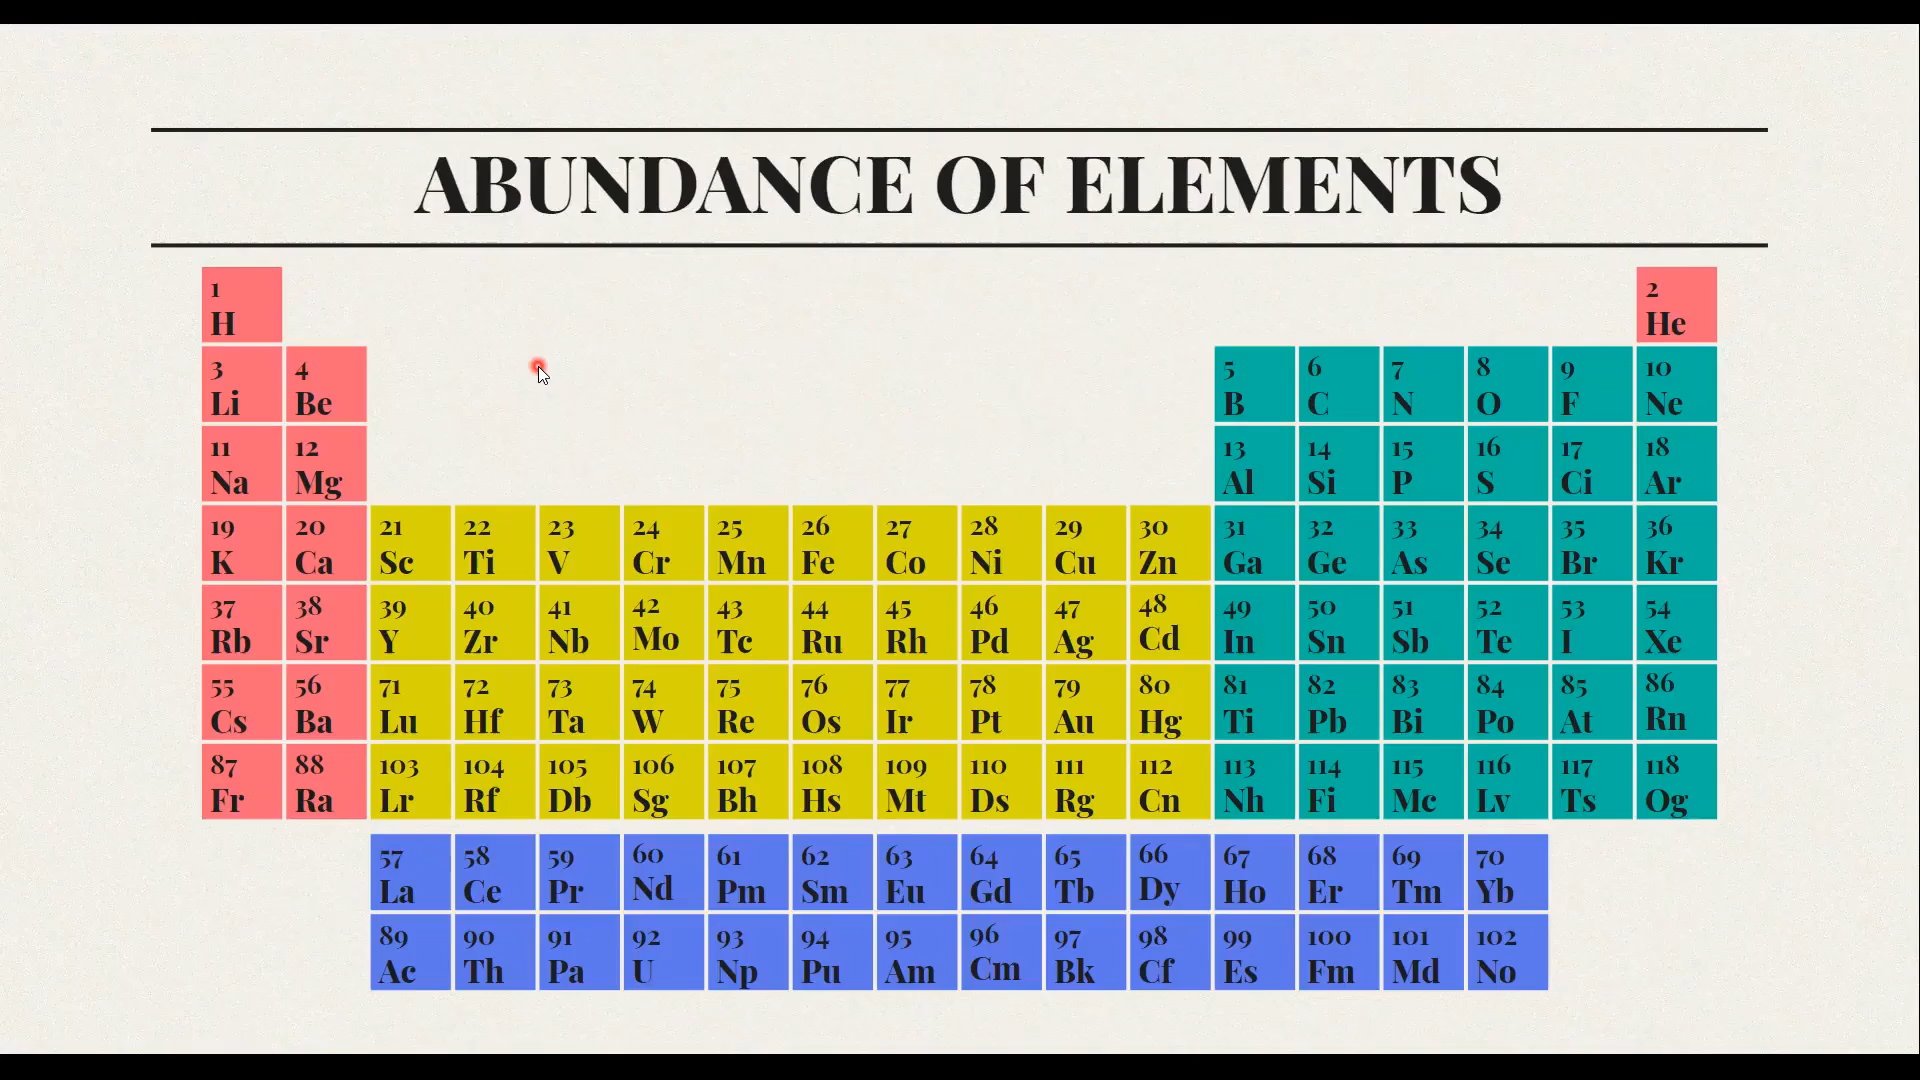 ABUNDANCE OF ELEMENTS
1 2
H He
3 4 5 6 7 8 9 10
Li Be B C N O F Ne
11 12 13 14 15 16 17 18
Na Mg Al Si P S Ci Ar
19 20 21 22 23 24 25 26 27 28 29 30 31 32 33 34 35 36
K Ca Sc Ti V Cr Mn Fe Co Ni Cu Zn Ga Ge As Se Br Kr
37 38 39 40 41 42 43 44 45 46 47 48 49 50 51 52 53 54
Rb Sr Y Zr Nb Mo Tc Ru Rh Pd Ag Cd In Sn Sb Te I Xe
55 56 71 72 73 74 75 76 77 78 79 80 81 82 83 84 85 86
Cs Ba Lu Hf Ta W Re Os Ir Pt Au Hg Ti Pb Bi Po At Rn
87 88 103 104 105 106 107 108 109 110 111 112 113 114 115 116 117 118
Fr Ra Lr Rf Db Sg Bh Hs Mt Ds Rg Cn Nh Fi Mc Lv Ts Og
57 58 59 60 61 62 63 64 65 66 67 68 69 70
La Ce Pr Nd Pm Sm Eu Gd Tb Dy Ho Er Tm Yb
89 90 91 92 93 94 95 96 97 98 99 100 101 102
Ac Th Pa U Np Pu Am Cm Bk Cf Es Fm Md No